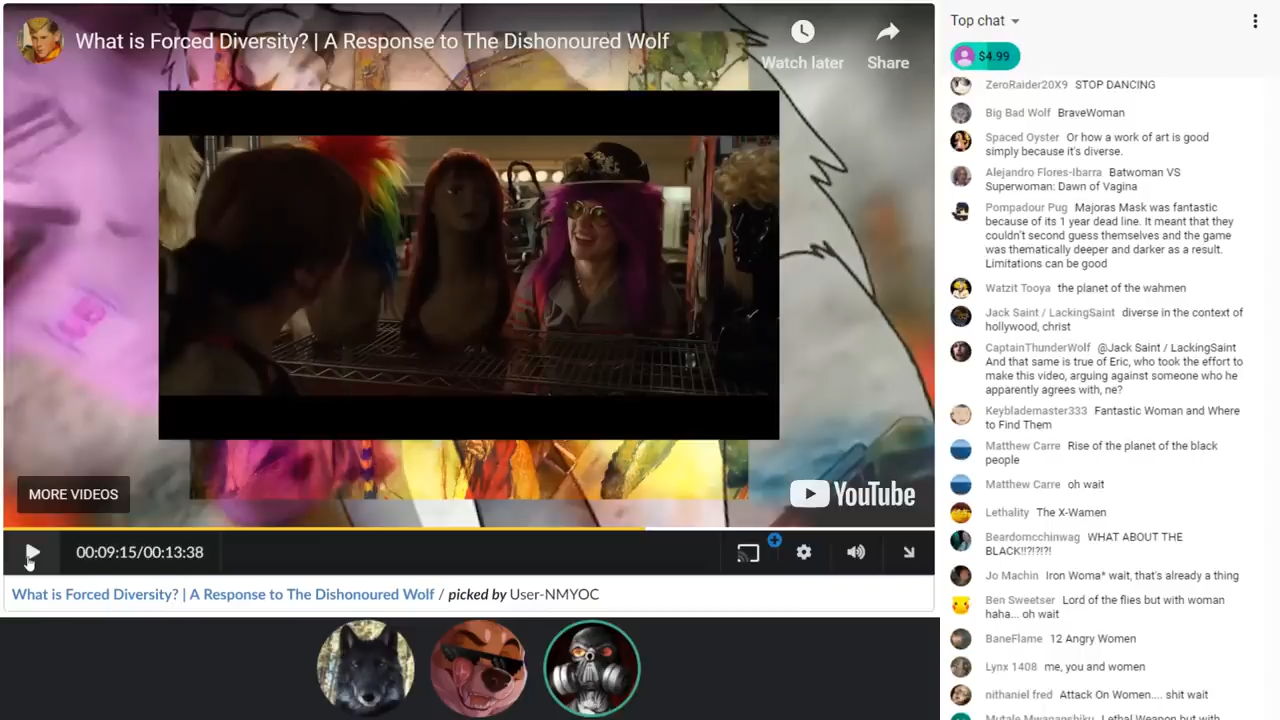 What is Forced Diversity? | A Response to The Dishonoured Wolf
Watch later
Share
MORE VIDEOS
YouTube
00:09:15/00:13:38
What is Forced Diversity? | A Response to The Dishonoured Wolf / picked by User-NMYOC
Top chat
$4.99
ZeroRaider20X9 STOP DANCING
Big Bad Wolf BraveWoman
Spaced Oyster Or how a work of art is good
simply because it's diverse.
Alejandro Flores-Ibarra Batwoman VS
Superwoman: Dawn of Vagina
Pompadour Pug Majoras Mask was fantastic
because of its 1 year dead line. It meant that they
couldn't second guess themselves and the game
was thematically deeper and darker as a result.
Limitations can be good
Watzit Tooya the planet of the wahmen
Jack Saint / LackingSaint diverse in the context of
hollywood, christ
CaptainThunderWolf @Jack Saint / LackingSaint
And that same is true of Eric, who took the effort to
make this video, arguing against someone who he
apparently agrees with, ne?
Keyblademaster333 Fantastic Woman and Where
to Find Them
Matthew Carre Rise of the planet of the black
people
Matthew Carre oh wait
Lethality The X-Wamen
Beardomcchinwag WHAT ABOUT THE
BLACK!!?!?!?!
Jo Machin Iron Woma* wait, that's already a thing
Ben Sweetser Lord of the flies but with woman
haha... oh wait
BaneFlame 12 Angry Women
Lynx 1408 me, you and women
nithaniel fred Attack On Women.... shit wait
Mutale Mwanganshiku Lethal Weapon but with